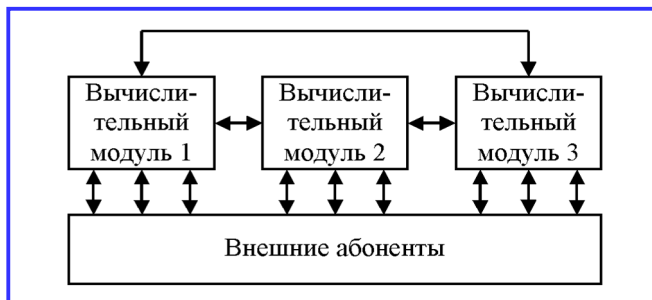 Вычисли-
тельный
модуль 1
Вычисли-
тельный
модуль 2
Вычисли-
тельный
модуль 3
Внешние абоненты